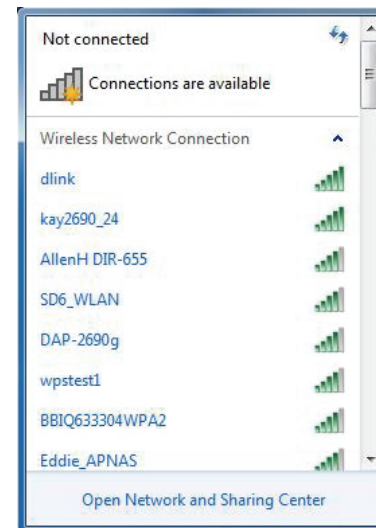 Not connected
Connections are available
Wireless Network Connection
dlink
kay2690_24
AllenH DIR-655
SD6_WLAN
DAP-2690g
wpstest1
BBIQ633304WPA2
Eddie_APNAS
Open Network and Sharing Center